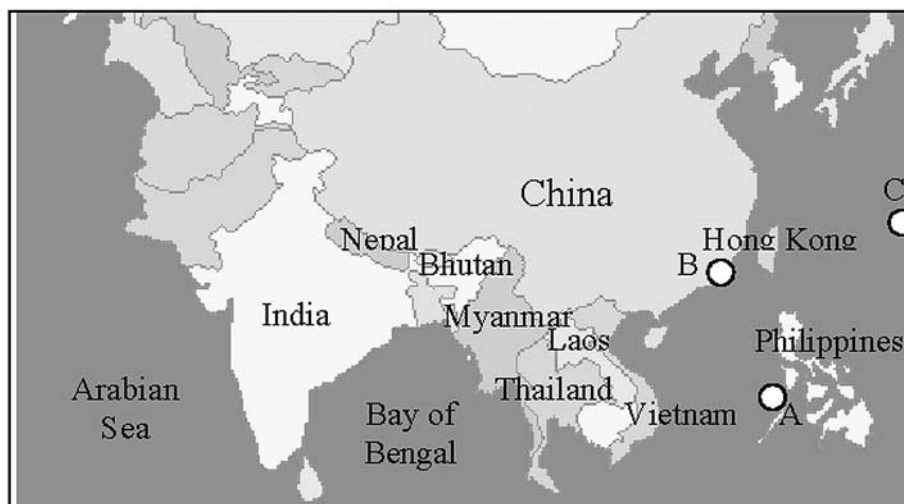 China
C
Hong Kong
B
Nepal
Bhutan
India
Myanmar
Laos
Philippines
Arabian
Sea
Thailand
Bay of
Bengal
Vietnam
A